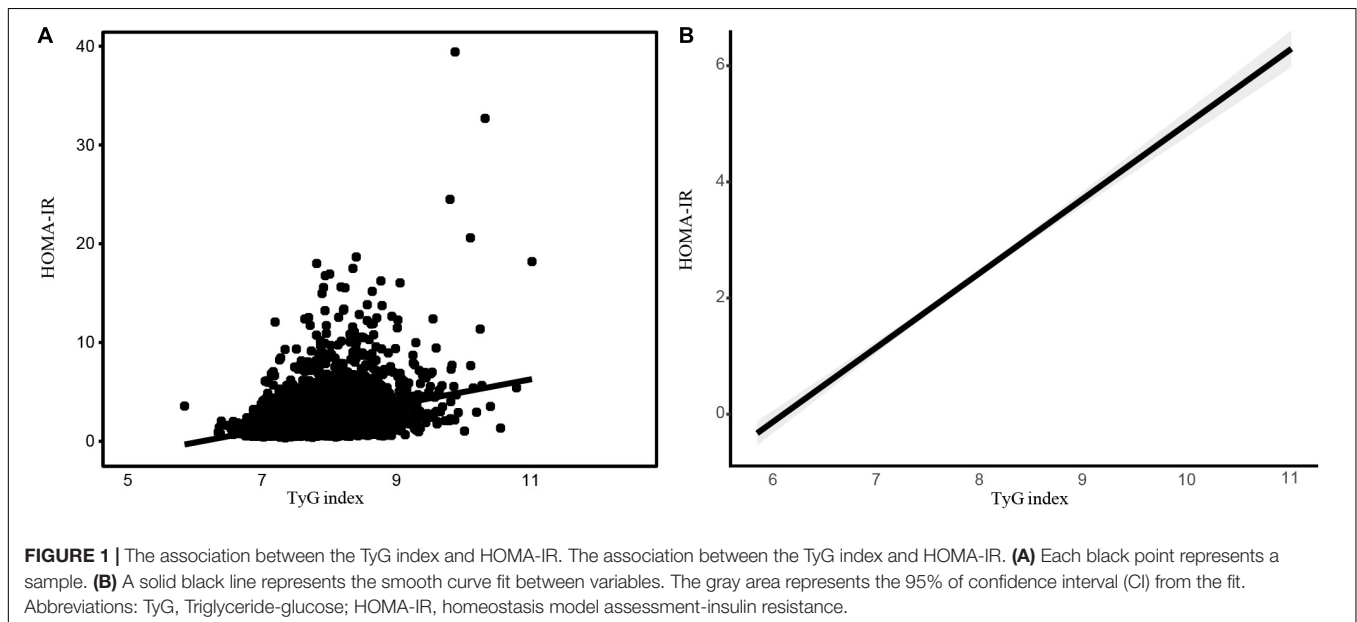 A
B
40
30
20
10
0
HOMA-IR
5 7 9 11
TyG index
6
4
2
0
HOMA-IR
6 7 8 9 10 11
TyG index
FIGURE 1 | The association between the TyG index and HOMA-IR. The association between the TyG index and HOMA-IR. (A) Each black point represents a
sample. (B) A solid black line represents the smooth curve fit between variables. The gray area represents the 95% of confidence interval (CI) from the fit.
Abbreviations: TyG, Triglyceride-glucose; HOMA-IR, homeostasis model assessment-insulin resistance.